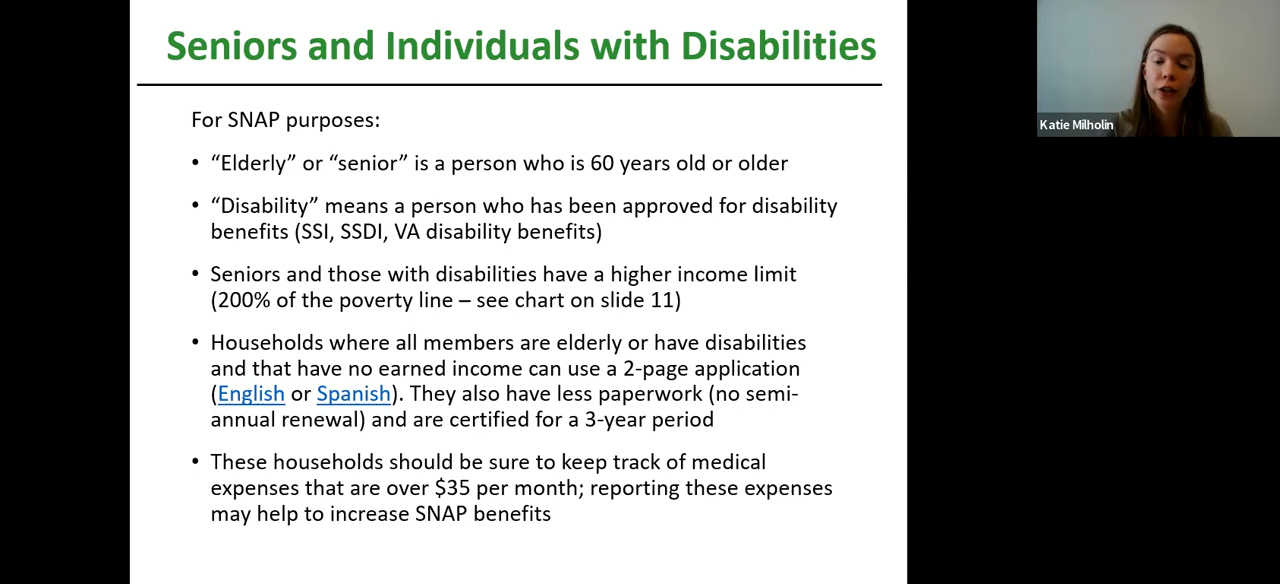 Seniors and Individuals with Disabilities
For SNAP purposes:
• “Elderly” or “senior” is a person who is 60 years old or older
• “Disability” means a person who has been approved for disability
benefits (SSI, SSDI, VA disability benefits)
• Seniors and those with disabilities have a higher income limit
(200% of the poverty line – see chart on slide 11)
• Households where all members are elderly or have disabilities
and that have no earned income can use a 2-page application
(English or Spanish). They also have less paperwork (no semi-
annual renewal) and are certified for a 3-year period
• These households should be sure to keep track of medical
expenses that are over $35 per month; reporting these expenses
may help to increase SNAP benefits
Katie Milholin